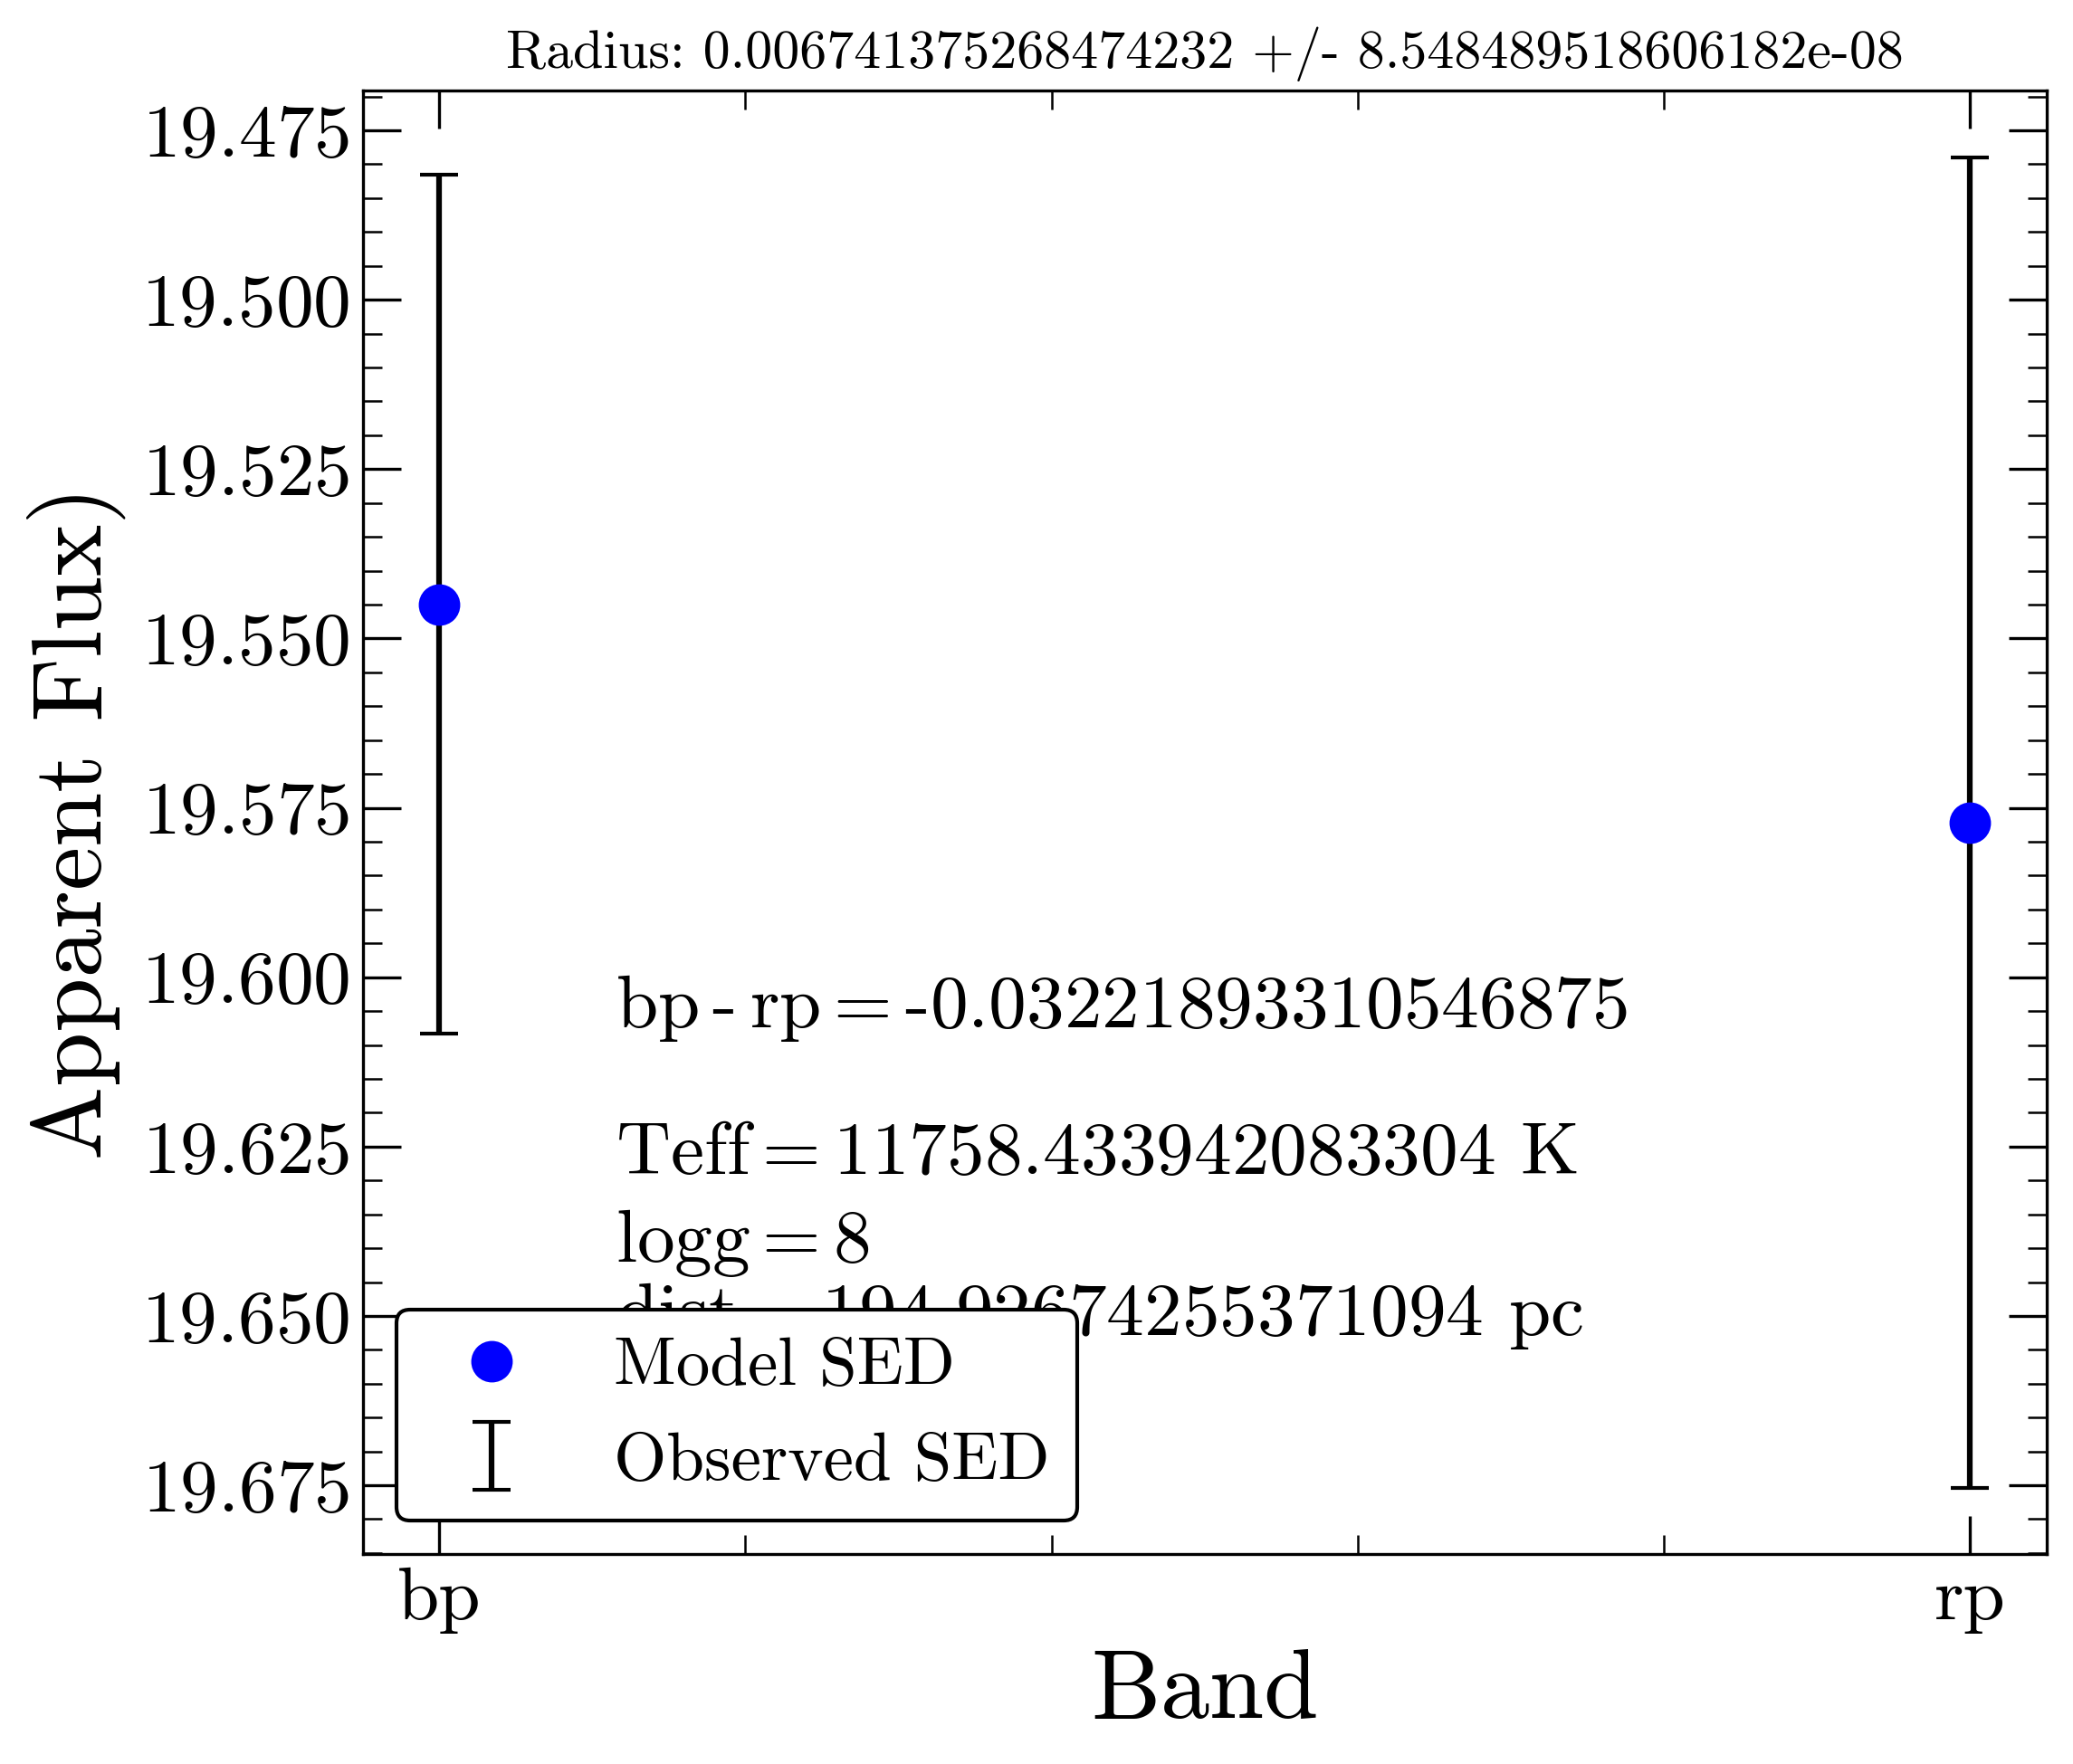 Radius: 0.006741375268474232 +/- 8.548489518606182e-08
19.475
19.500
19.525
19.550
19.575
19.600
19.625
19.650
19.675
Apparent Flux)
bp - rp = -0.032218933310546875
Teff = 11758.433942083304 K
logg = 8
74255371094 pc
Model SED
Observed SED
bp
rp
Band